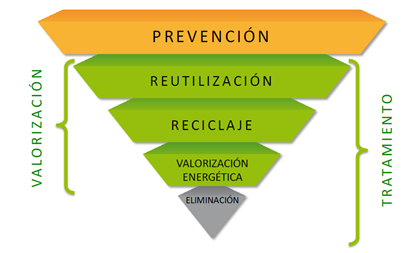 PREVENCIÓN
REUTILIZACIÓN
RECICLAJE
VALORIZACIÓN
ENERGÉTICA
ELIMINACIÓN
VALORIZACIÓN
TRATAMIENTO